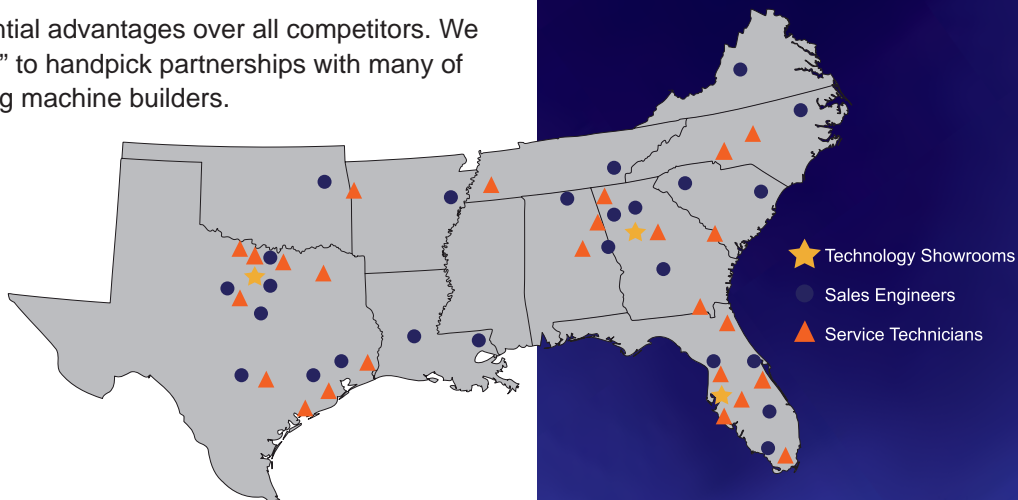 ntial advantages over all competitors. We
” to handpick partnerships with many of
g machine builders.
Technology Showrooms
Sales Engineers
Service Technicians